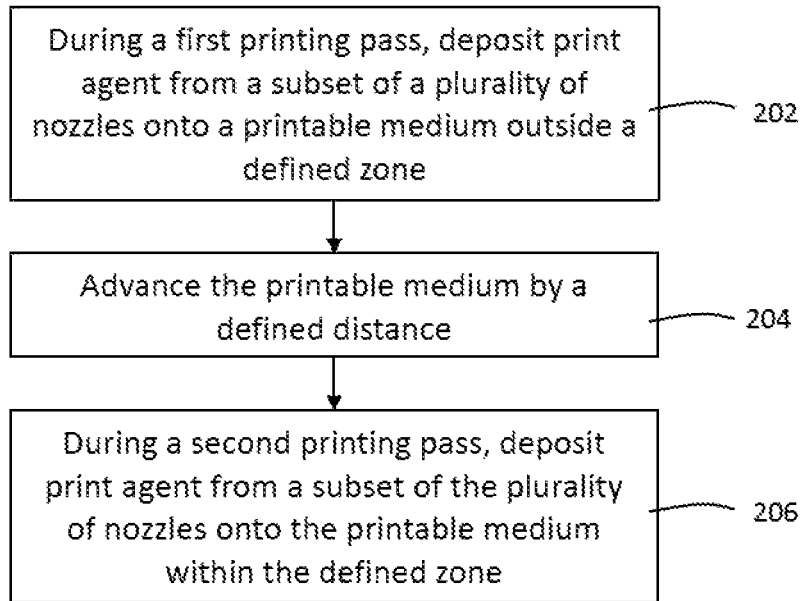 During a first printing pass, deposit print
agent from a subset of a plurality of
nozzles onto a printable medium outside a
defined zone
202
Advance the printable medium by a
defined distance
204
During a second printing pass, deposit
print agent from a subset of the plurality
of nozzles onto the printable medium
within the defined zone
206